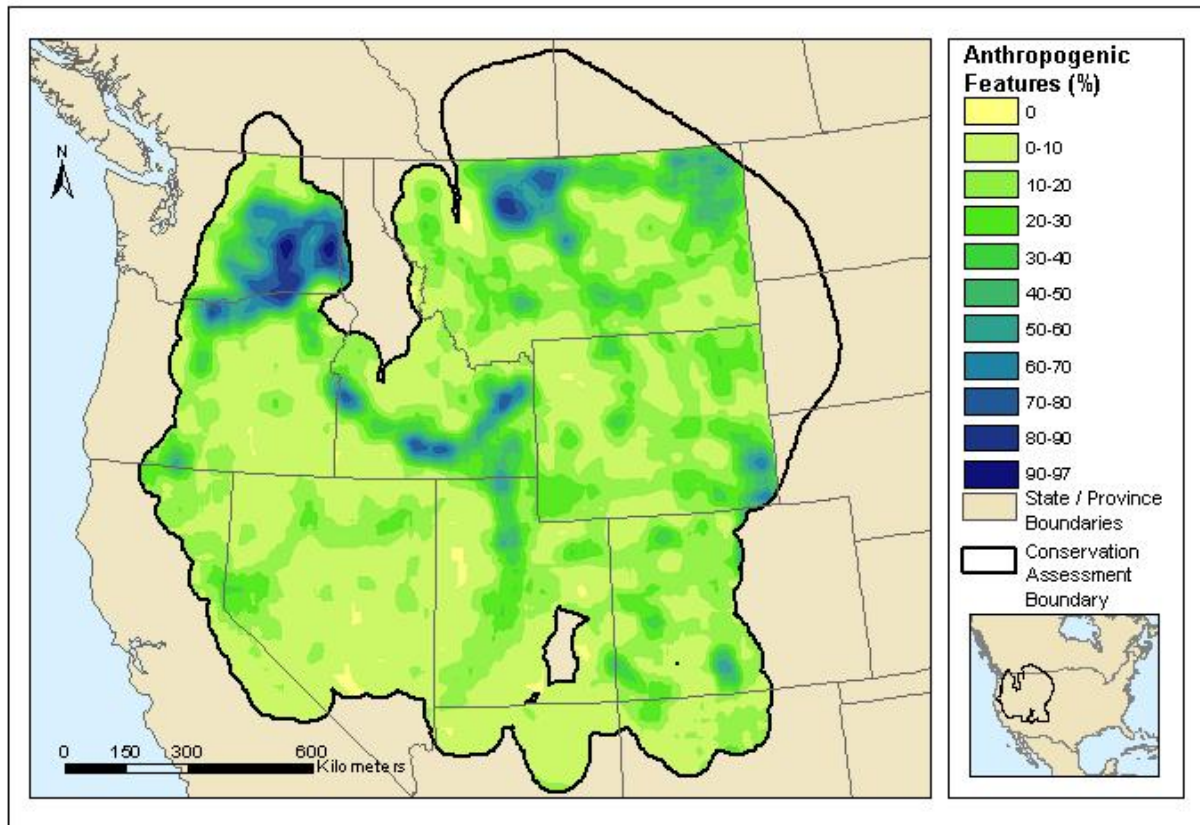 Anthropogenic
Features (%)
0
0-10
10-20
20-30
30-40
40-50
50-60
60-70
70-80
80-90
90-97
State / Province
Boundaries
Conservation
Assessment
Boundary
N
0 150 300 600
Kilometers